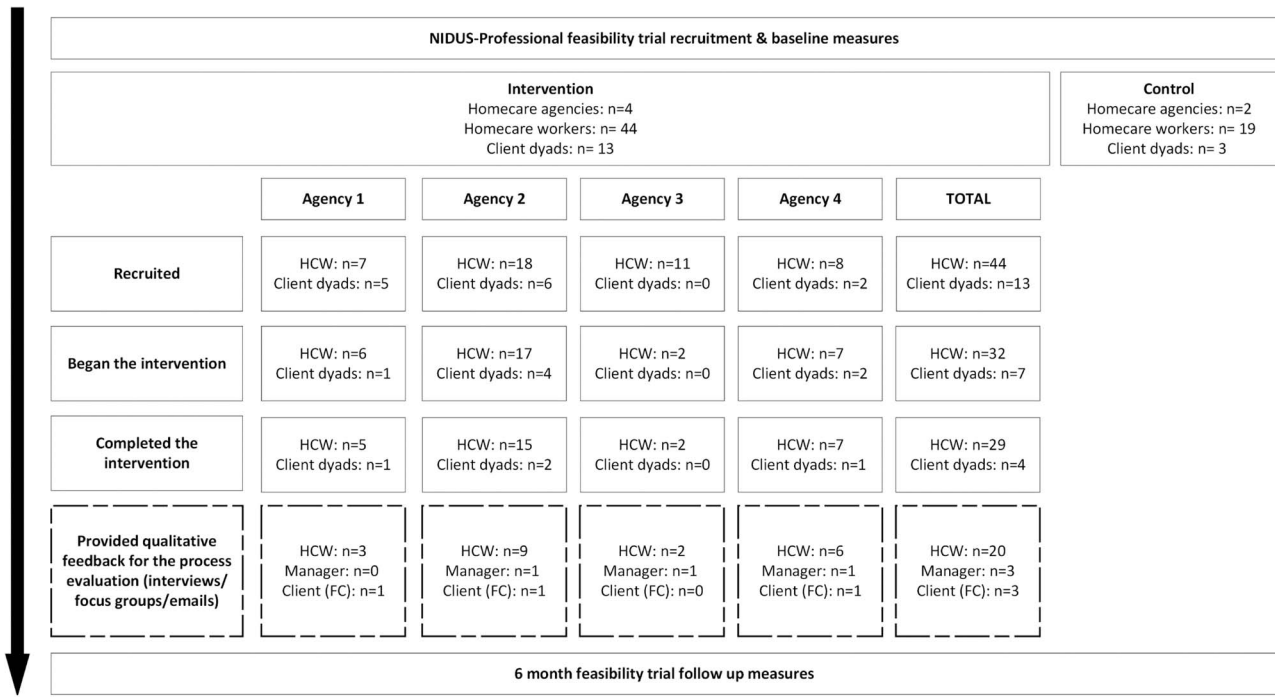 NIDUS-Professional feasibility trial recruitment & baseline measures
Intervention
Homecare agencies: n=4
Homecare workers: n= 44
Client dyads: n= 13
Control
Homecare agencies: n=2
Homecare workers: n= 19
Client dyads: n= 3
Agency 1
Agency 2
Agency 3
Agency 4
TOTAL
Recruited
HCW: n=7
Client dyads: n=5
HCW: n=18
Client dyads: n=6
HCW: n=11
Client dyads: n=0
HCW: n=8
Client dyads: n=2
HCW: n=44
Client dyads: n=13
Began the intervention
HCW: n=6
Client dyads: n=1
HCW: n=17
Client dyads: n=4
HCW: n=2
Client dyads: n=0
HCW: n=7
Client dyads: n=2
HCW: n=32
Client dyads: n=7
Completed the
intervention
HCW: n=5
Client dyads: n=1
HCW: n=15
Client dyads: n=2
HCW: n=2
Client dyads: n=0
HCW: n=7
Client dyads: n=1
HCW: n=29
Client dyads: n=4
Provided qualitative
feedback for the process
evaluation (interviews/
focus groups/emails)
HCW: n=3
Manager: n=0
Client (FC): n=1
HCW: n=9
Manager: n=1
Client (FC): n=1
HCW: n=2
Manager: n=1
Client (FC): n=0
HCW: n=6
Manager: n=1
Client (FC): n=1
HCW: n=20
Manager: n=3
Client (FC): n=3
6 month feasibility trial follow up measures